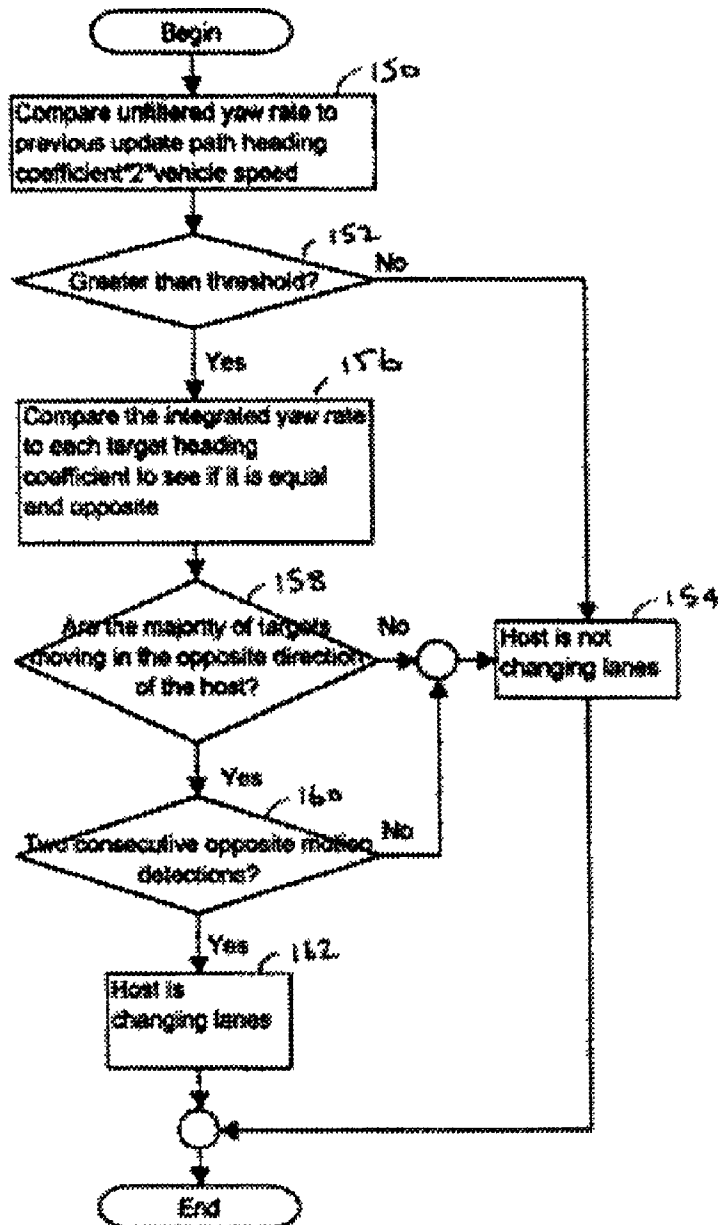 Begin
150
Compare unfiltered yaw rate to
previous update path heading
coefficient*2*vehicle speed
152
Greater than threshold?
No
Yes
156
Compare the integrated yaw rate
to each target heading
coefficient to see if it is equal
and opposite
158
Are the majority of targets
moving in the opposite direction
of the host?
No
154
Host is not
changing lanes
Yes
160
Two consecutive opposite motion
detections?
No
Yes
162
Host is
changing lanes
End